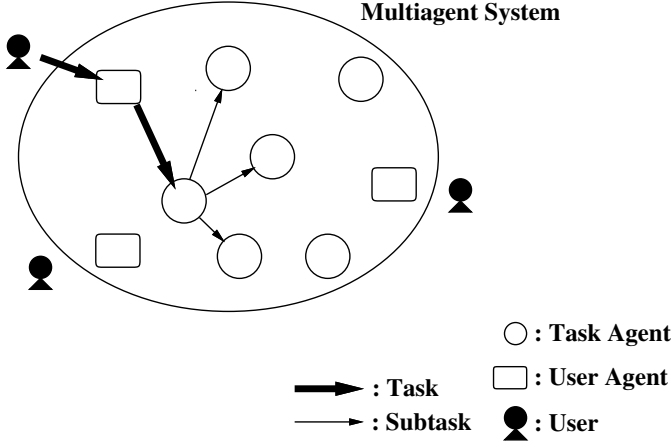 Multiagent System
: Task Agent
: User Agent
: Task
: Subtask
: User